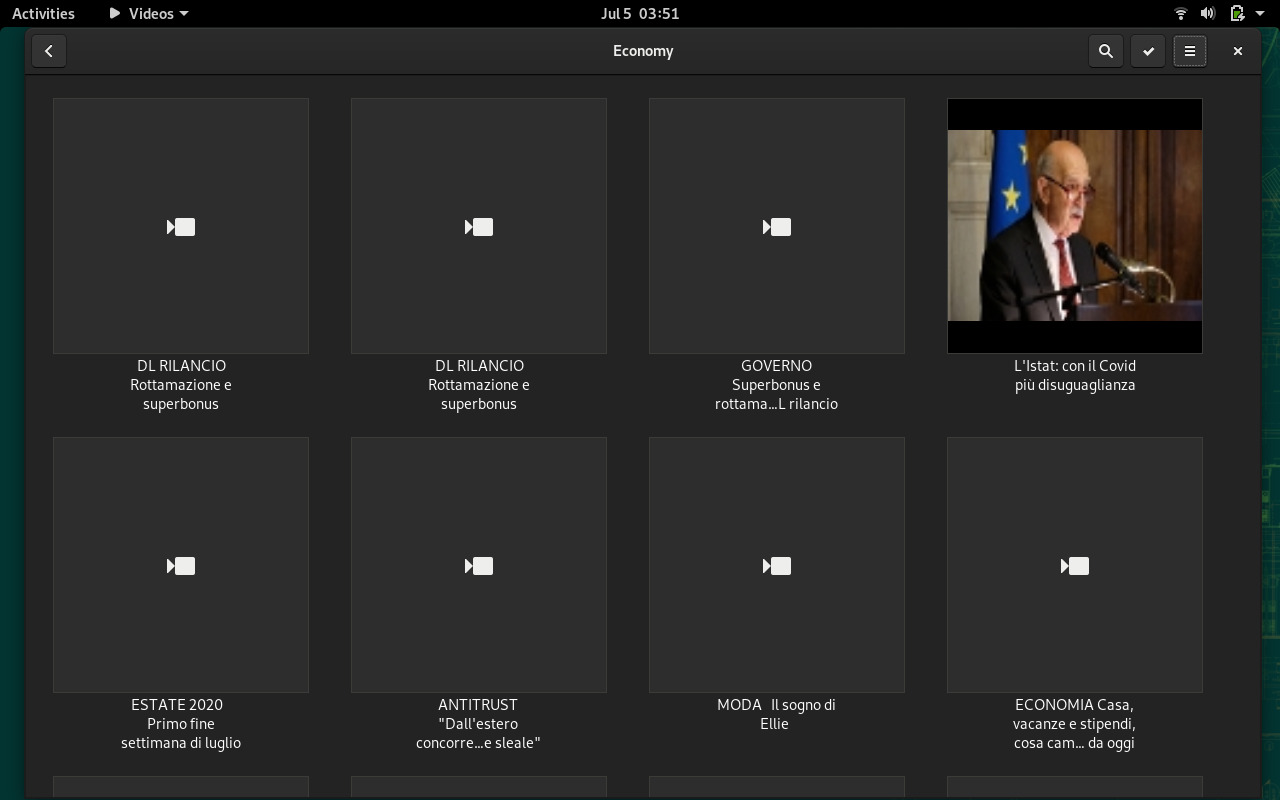 Activities
Videos
Jul 5 03:51
Economy
DL RILANCIO
Rottamazione e
superbonus
DL RILANCIO
Rottamazione e
superbonus
GOVERNO
Superbonus e
rottama...L rilancio
L'Istat: con il Covid
più disuguaglianza
ESTATE 2020
Primo fine
settimana di luglio
ANTITRUST
"Dall'estero
concorre...e sleale"
MODA Il sogno di
Ellie
ECONOMIA Casa,
vacanze e stipendi,
cosa cam... da oggi